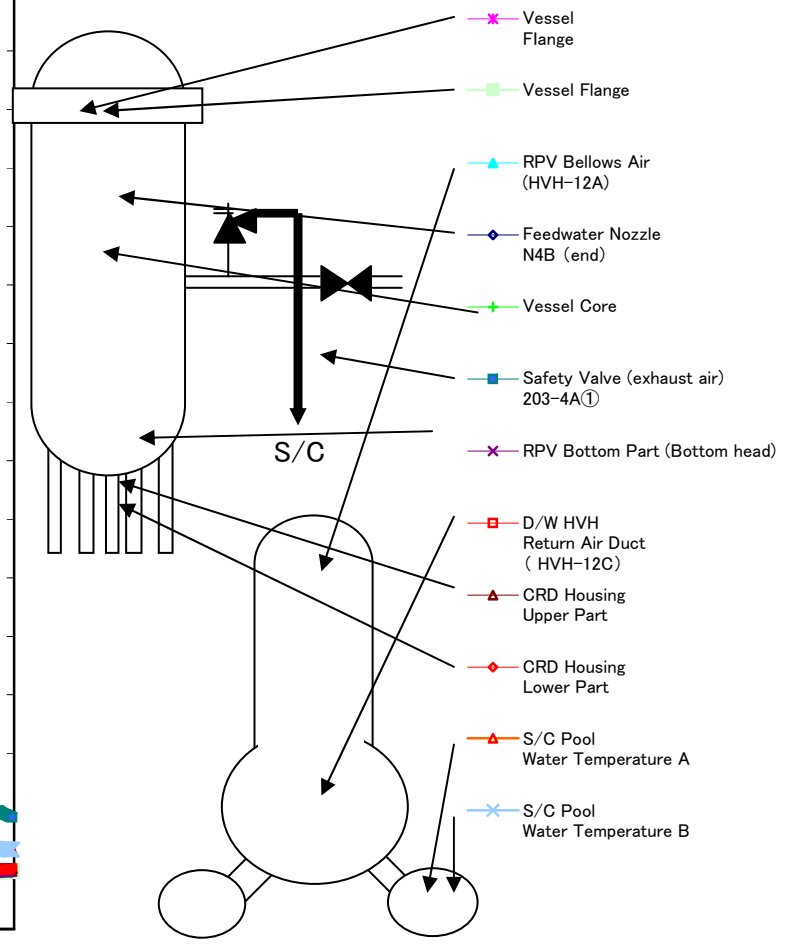 Vessel
Flange
Vessel Flange
RPV Bellows Air
(HVH-12A)
Feedwater Nozzle
N4B (end)
Vessel Core
Safety Valve (exhaust air)
203-4A①
S/C
RPV Bottom Part (Bottom head)
D/W HVH
Return Air Duct
( HVH-12C)
CRD Housing
Upper Part
CRD Housing
Lower Part
S/C Pool
Water Temperature A
S/C Pool
Water Temperature B